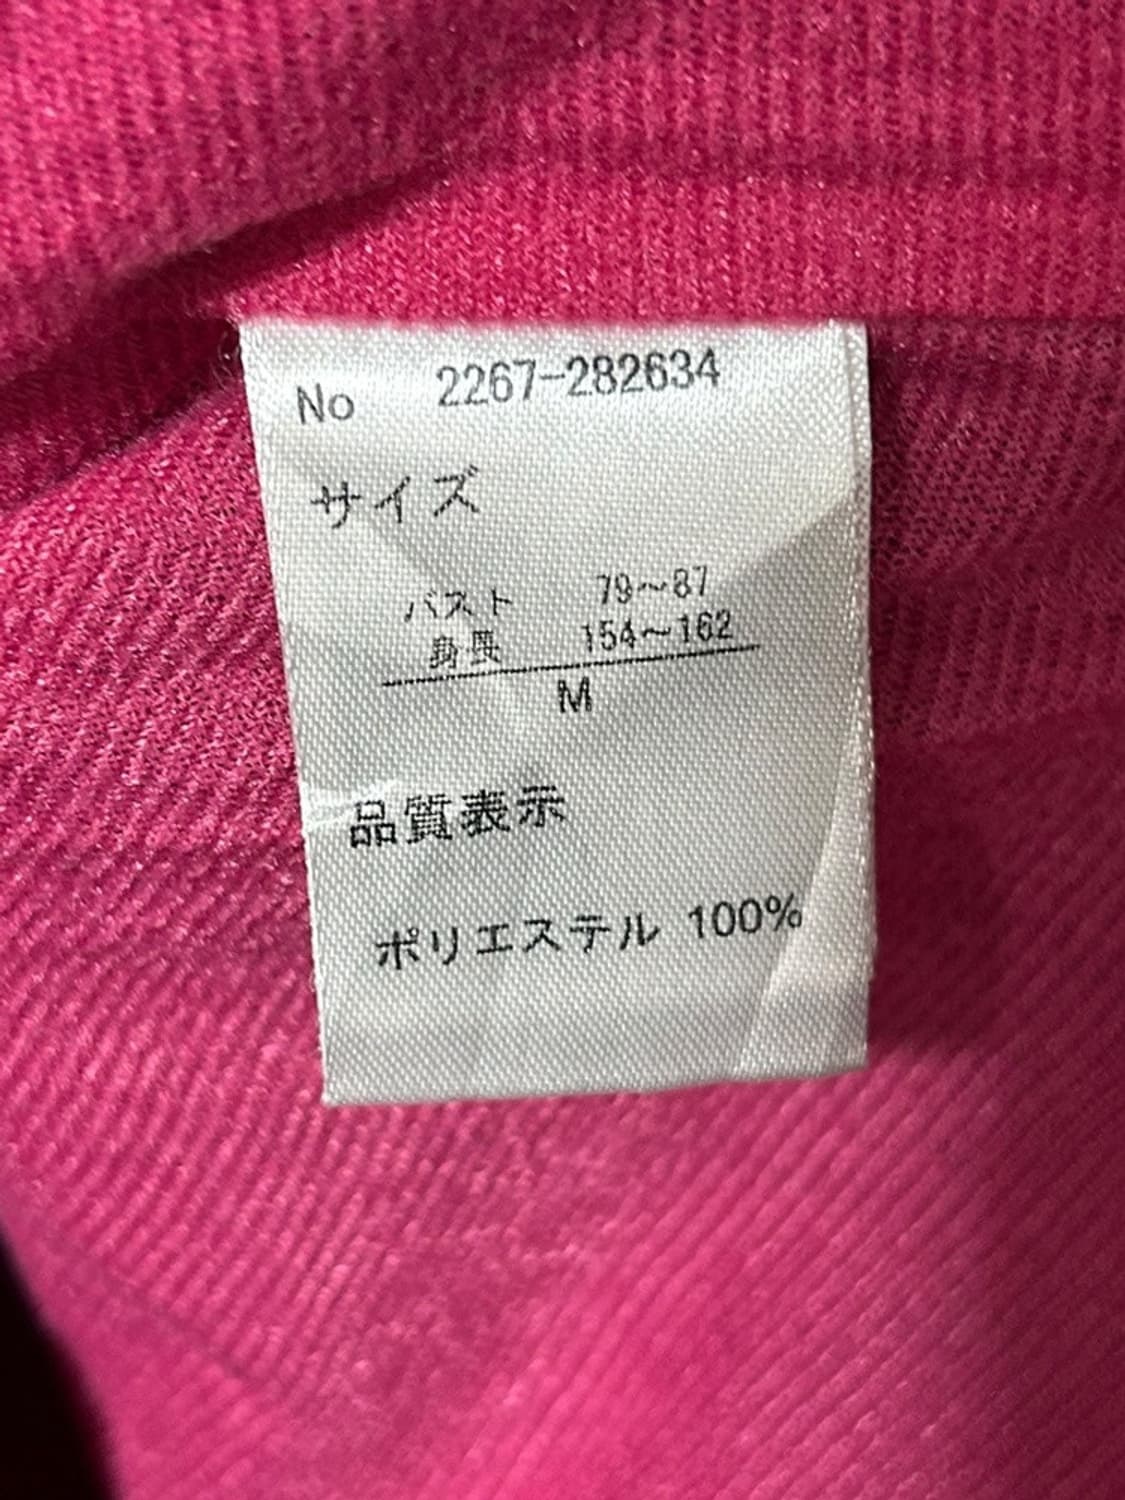 No 2267-282634
サイズ
バスト 79～87
身長 154～162
M
品質表示
ポリエステル 100%